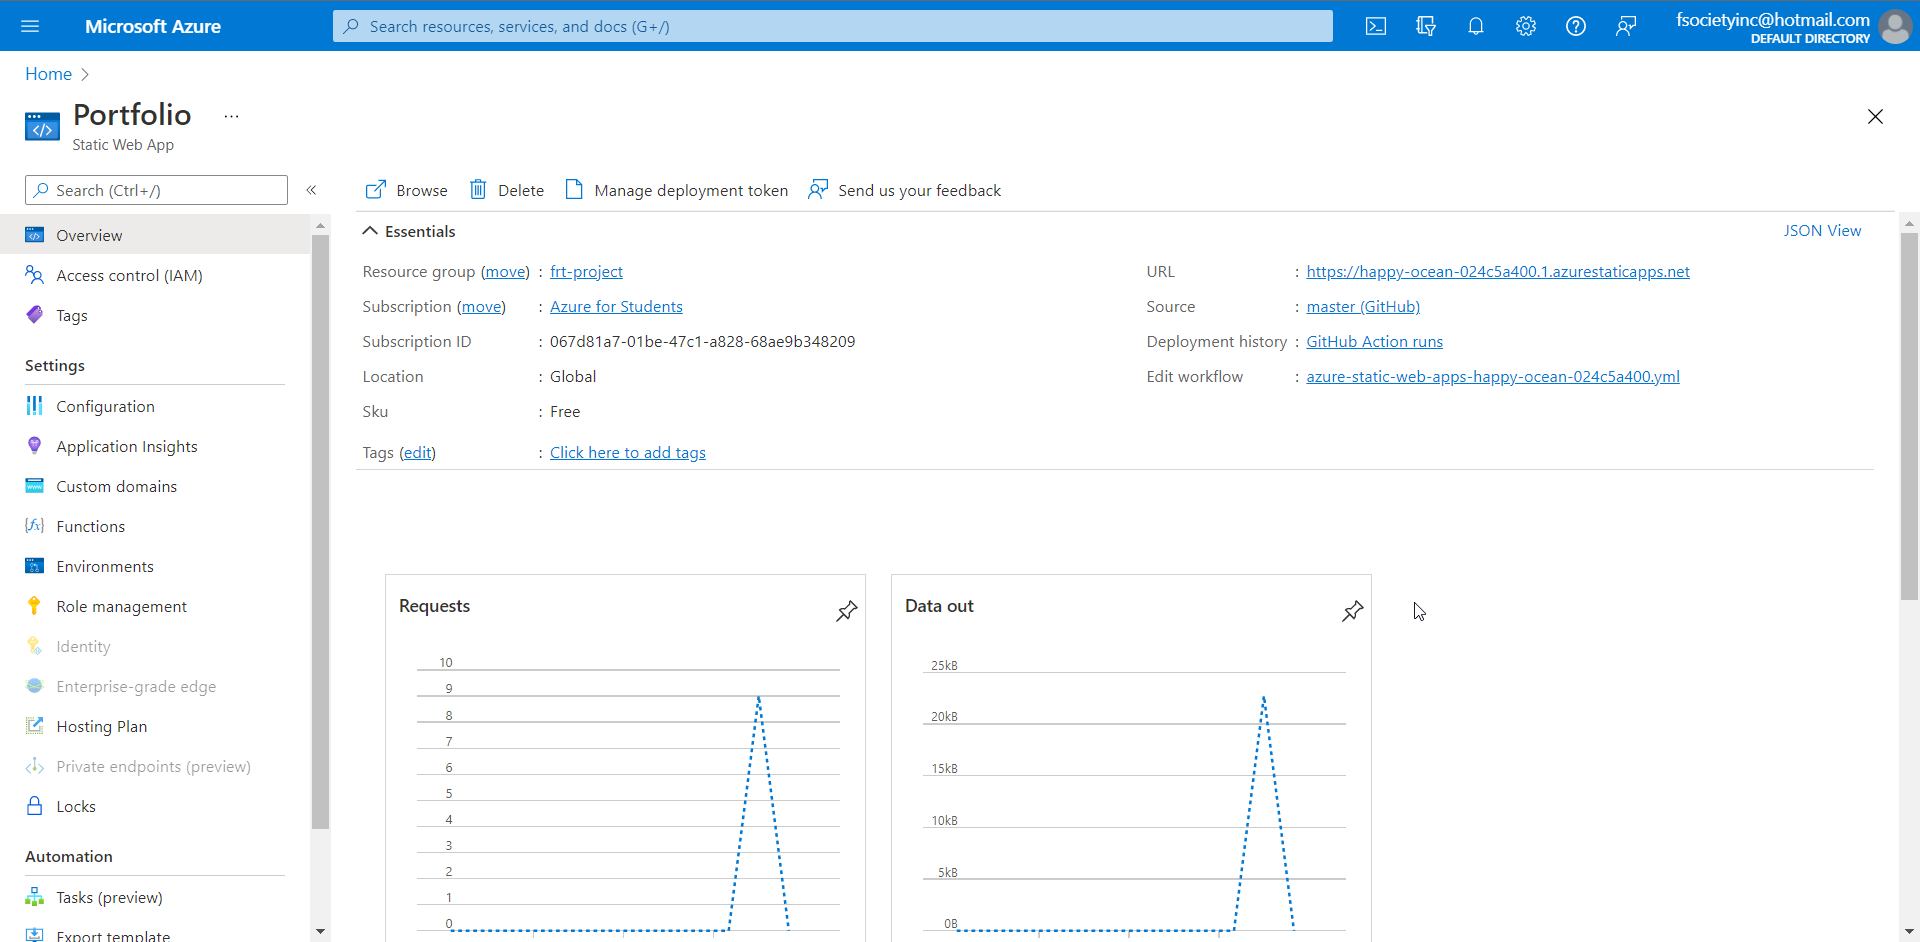 Microsoft Azure
Search resources, services, and docs (G+/)
fsocietyinc@hotmail.com
DEFAULT DIRECTORY
Home
Portfolio
...
Static Web App
Search (Ctrl+/)
«
Browse
Delete
Manage deployment token
Send us your feedback
Overview
Access control (IAM)
Tags
Settings
Configuration
Application Insights
Custom domains
Functions
Environments
Role management
Identity
Enterprise-grade edge
Hosting Plan
Private endpoints (preview)
Locks
Automation
Tasks (preview)
Export template
Essentials
JSON View
Resource group (move) : frt-project
Subscription (move) : Azure for Students
Subscription ID : 067d81a7-01be-47c1-a828-68ae9b348209
Location : Global
Sku : Free
Tags (edit) : Click here to add tags
URL : https://happy-ocean-024c5a400.1.azurestaticapps.net
Source : master (GitHub)
Deployment history : GitHub Action runs
Edit workflow : azure-static-web-apps-happy-ocean-024c5a400.yml
Requests
10
9
8
7
6
5
4
3
2
1
0
Data out
25kB
20kB
15kB
10kB
5kB
0B